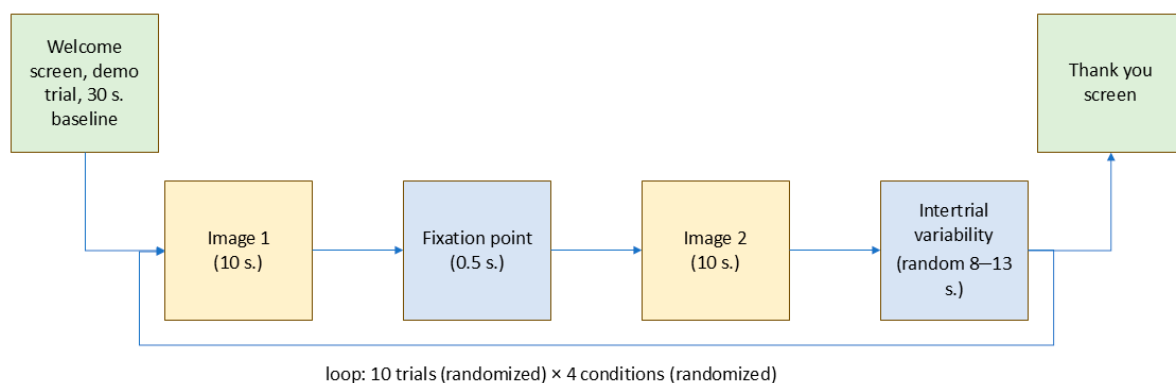 Welcome
screen, demo
trial, 30 s.
baseline
Thank you
screen
Image 1
(10 s.)
Fixation point
(0.5 s.)
Image 2
(10 s.)
Intertrial
variability
(random 8–13
s.)
loop: 10 trials (randomized) × 4 conditions (randomized)